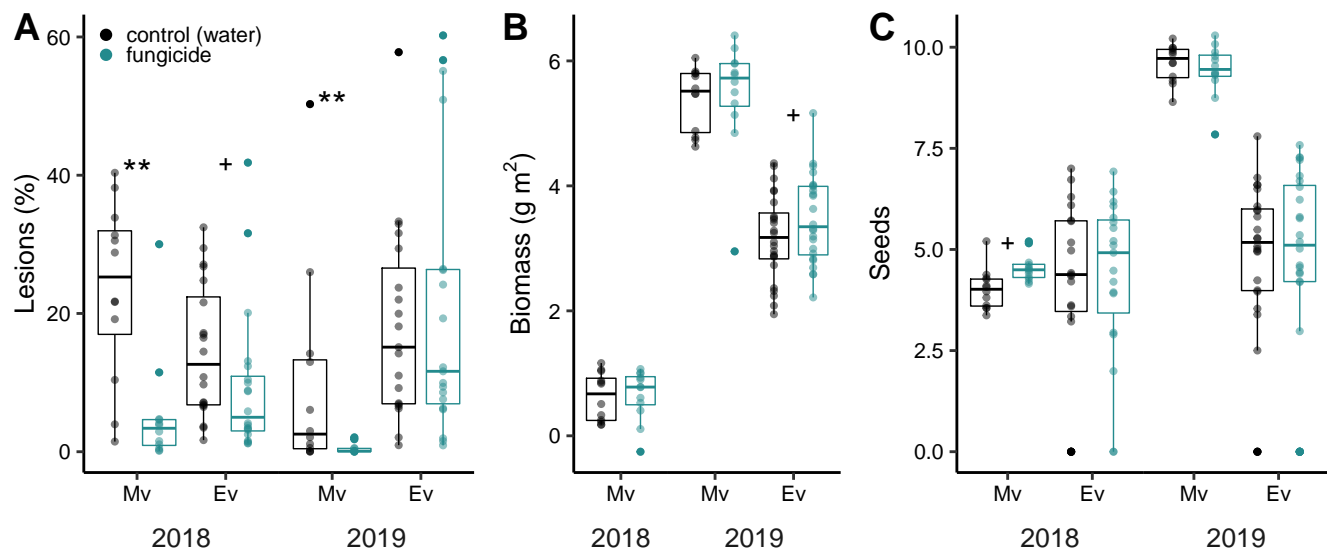 A
control (water)
fungicide
**
+
**
Lesions (%)
60
40
20
0
Mv
Ev
Mv
Ev
2018
2019
B
+
Biomass (g m²)
6
4
2
0
Mv
Mv
Ev
2018
2019
C
+
Seeds
10.0
7.5
5.0
2.5
0.0
Mv
Ev
Mv
Ev
2018
2019